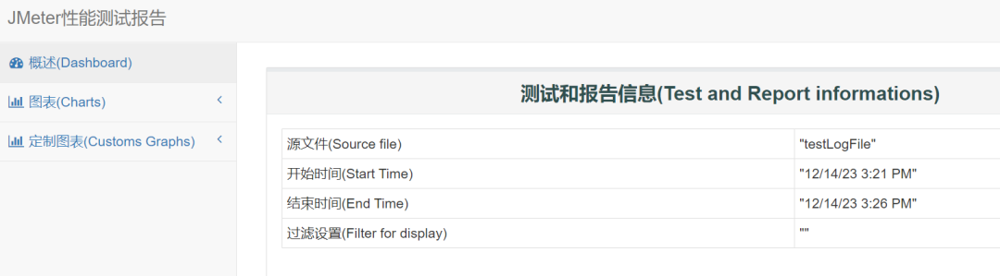 JMeter性能测试报告
概述(Dashboard)
图表(Charts)
定制图表(Customs Graphs)
测试和报告信息(Test and Report informations)
源文件(Source file) "testLogFile"
开始时间(Start Time) "12/14/23 3:21 PM"
结束时间(End Time) "12/14/23 3:26 PM"
过滤设置(Filter for display) ""